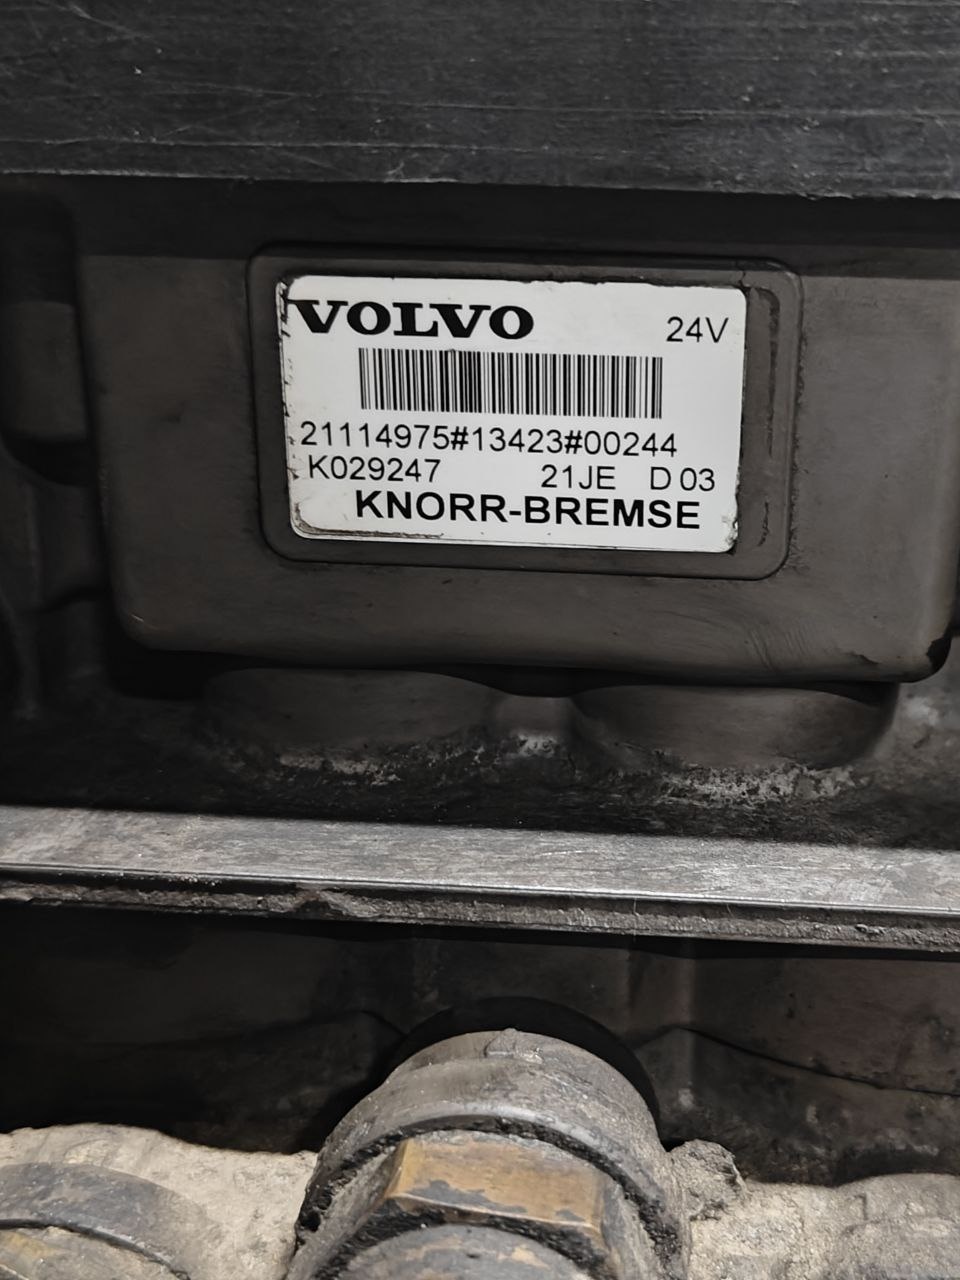 VOLVO 24V
21114975#13423#00244
K029247 21JE D03
KNORR-BREMSE